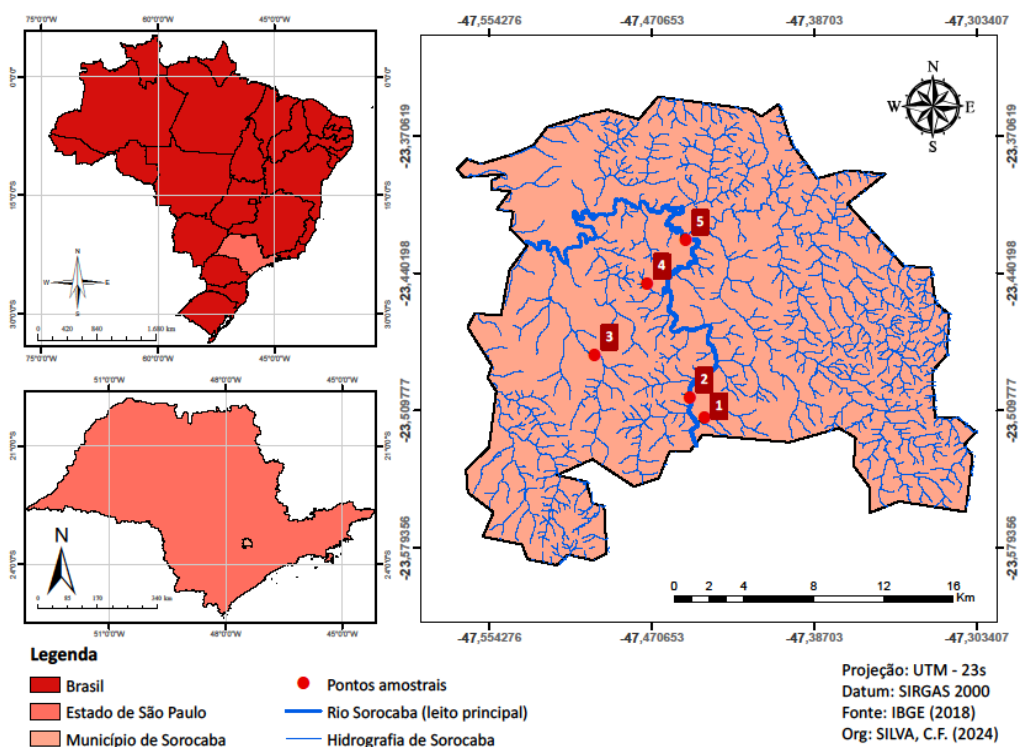 75°0'0"W 60°0'0"W 45°0'0"W
0°0'0" 0°0'0"
15°0'0"S 15°0'0"S
30°0'0"S 30°0'0"S
N
W E
S
0 420 840 1.680 km
75°0'0"W 60°0'0"W 45°0'0"W
51°0'0"W 48°0'0"W 45°0'0"W
21°0'0"S 21°0'0"S
24°0'0"S 24°0'0"S
N
0 85 170 340 km
51°0'0"W 48°0'0"W 45°0'0"W
-47,554276 -47,470653 -47,38703 -47,303407
-23,370619 -23,370619
-23,440198 -23,440198
-23,509777 -23,509777
-23,579356 -23,579356
N
W E
S
5
4
3
2
1
0 2 4 8 12 16
Km
-47,554276 -47,470653 -47,38703 -47,303407
Legenda
Brasil
Estado de São Paulo
Município de Sorocaba
Pontos amostrais
Rio Sorocaba (leito principal)
Hidrografia de Sorocaba
Projeção: UTM - 23s
Datum: SIRGAS 2000
Fonte: IBGE (2018)
Org: SILVA, C.F. (2024)